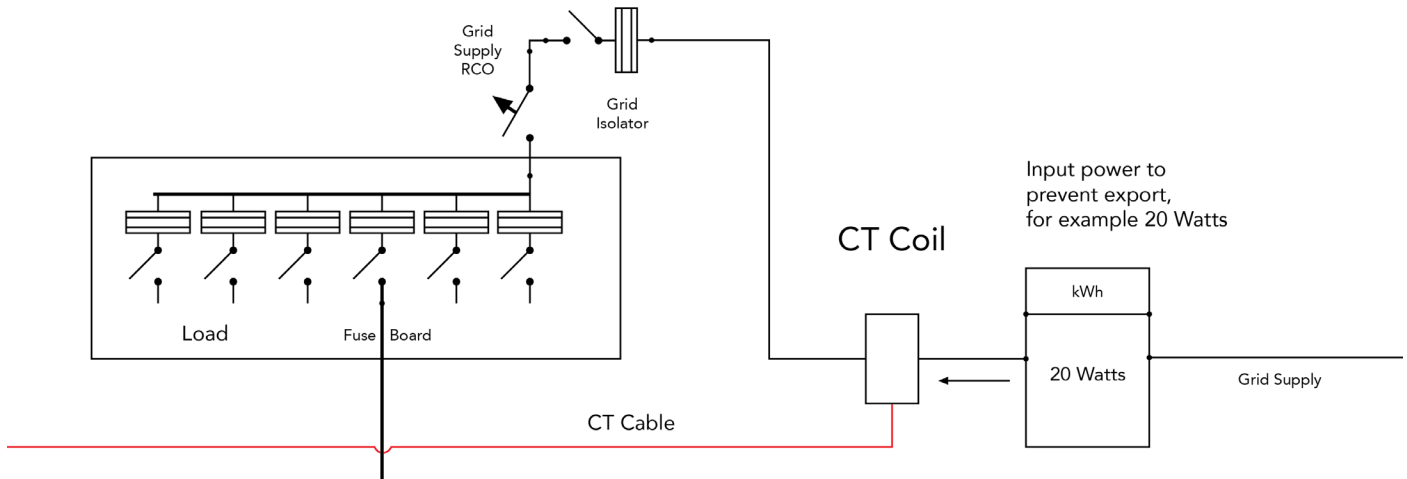 Grid
Supply
RCO
Grid
Isolator
Input power to
prevent export,
for example 20 Watts
CT Coil
kWh
20 Watts
Grid Supply
Load
Fuse Board
CT Cable